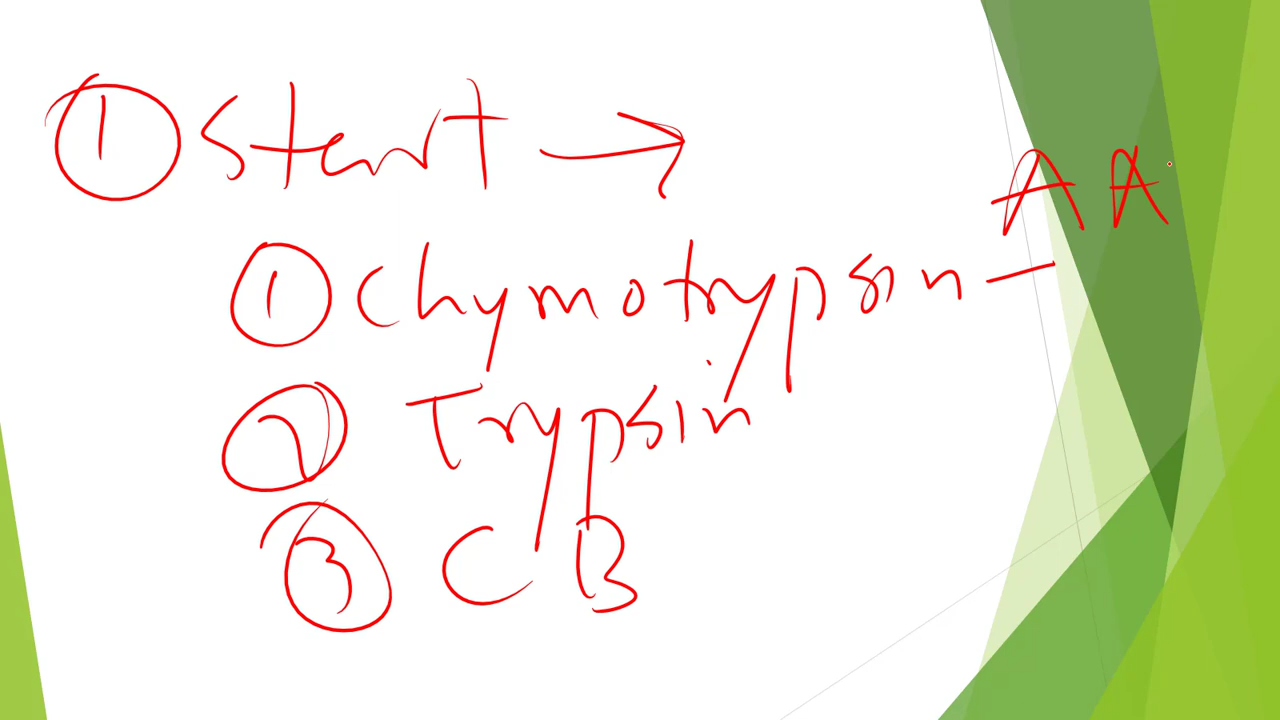 ① Start →
AA
① Chymotrypsin -
② Trypsin
③ CB